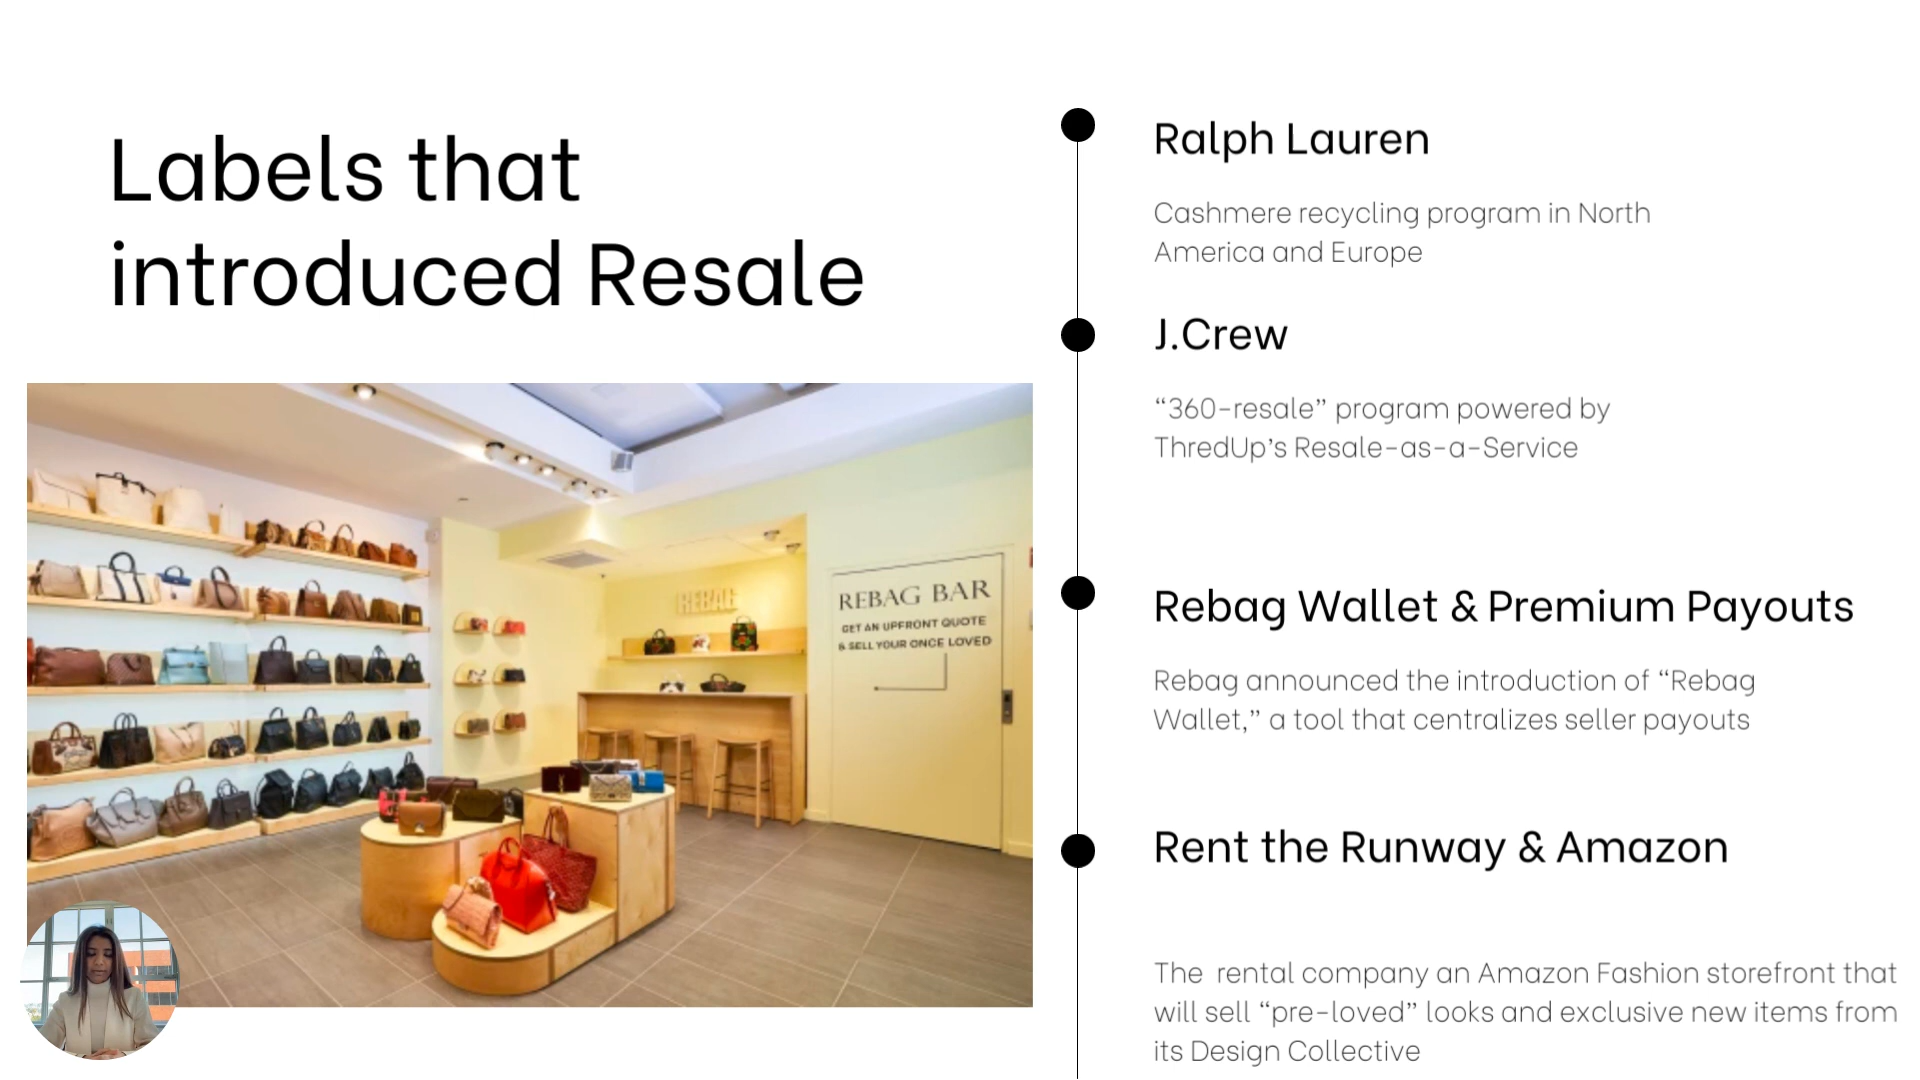 Labels that
introduced Resale
REBAG
REBAG BAR
GET AN UPFRONT QUOTE
& SELL YOUR ONCE LOVED
Ralph Lauren
Cashmere recycling program in North
America and Europe
J.Crew
“360-resale” program powered by
ThredUp’s Resale-as-a-Service
Rebag Wallet & Premium Payouts
Rebag announced the introduction of “Rebag
Wallet,” a tool that centralizes seller payouts
Rent the Runway & Amazon
The  rental company an Amazon Fashion storefront that
will sell “pre-loved” looks and exclusive new items from
its Design Collective